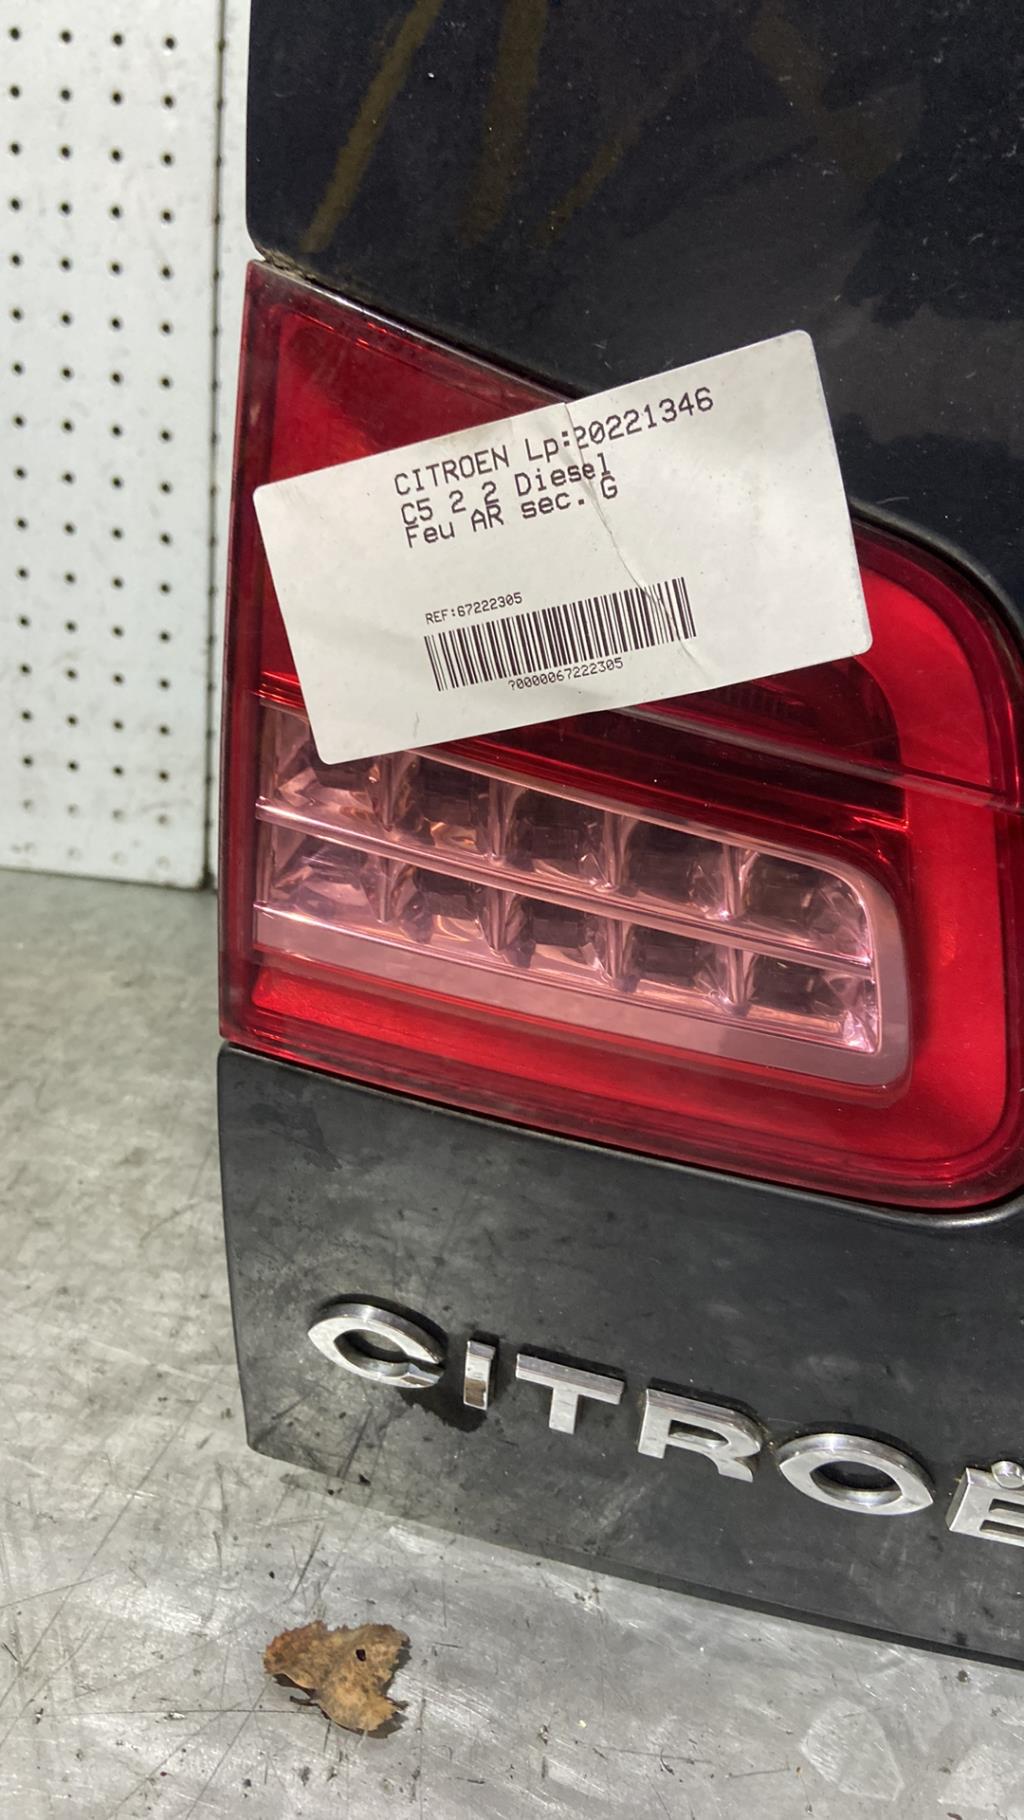 CITROEN Lp:20221346
C5 2 2 Diesel
Feu AR sec. G
REF:67222305
?0000067222305
CITROË